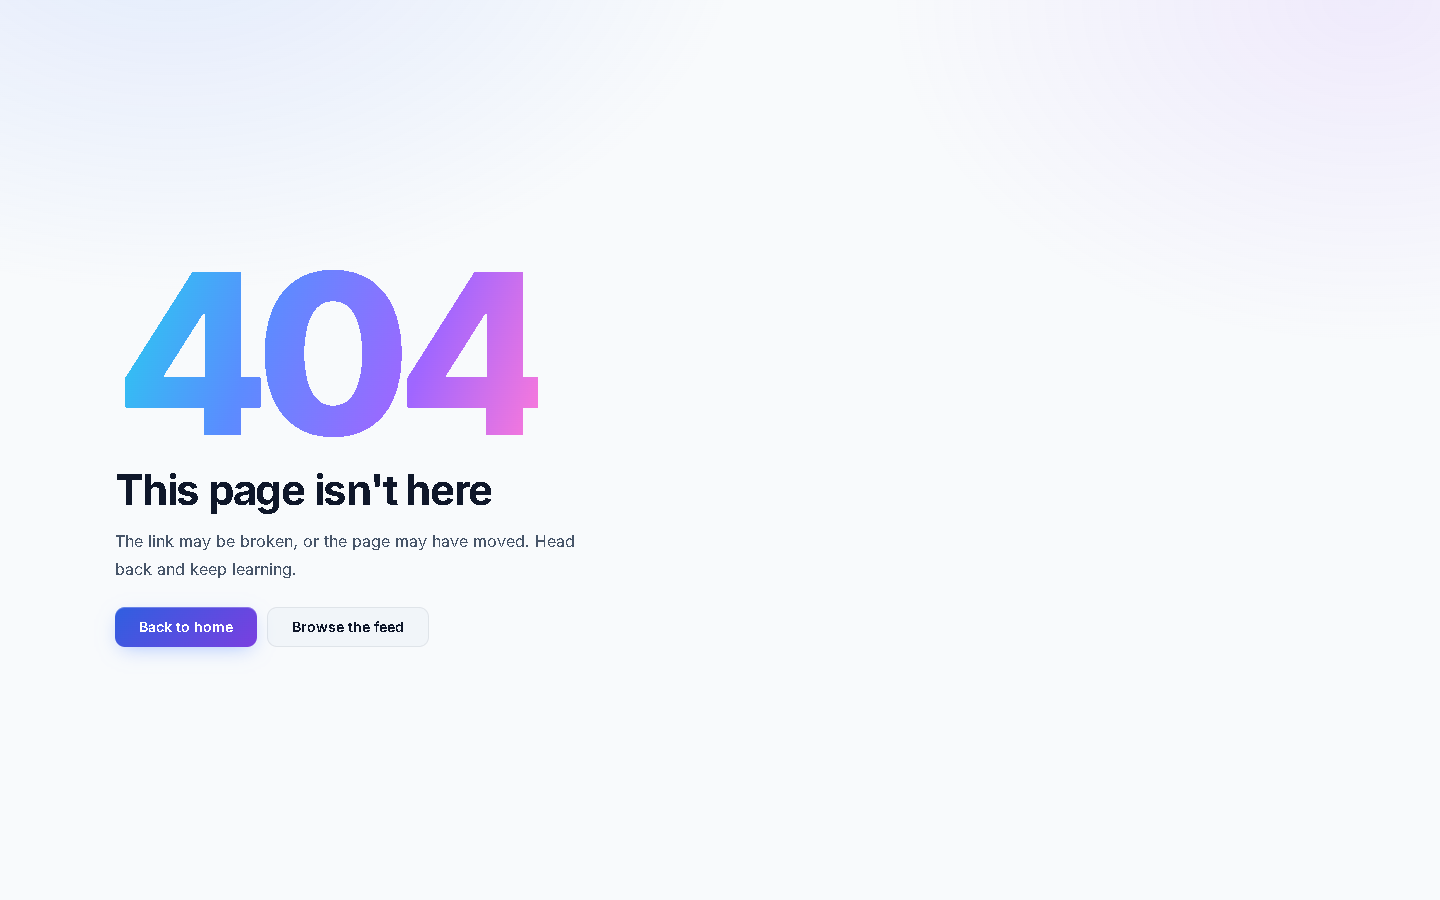 404
This page isn't here
The link may be broken, or the page may have moved. Head
back and keep learning.
Back to home
Browse the feed